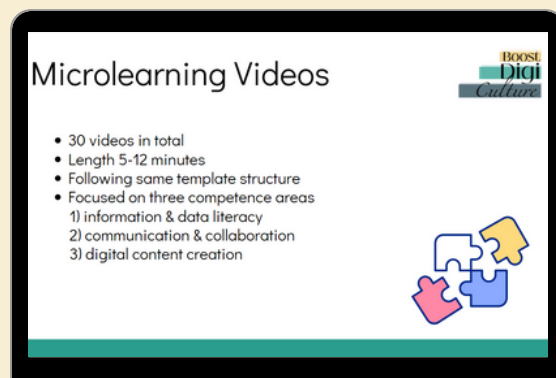 Microlearning Videos
Boost
Digi
Culture
• 30 videos in total
• Length 5-12 minutes
• Following same template structure
• Focused on three competence areas
1) information & data literacy
2) communication & collaboration
3) digital content creation